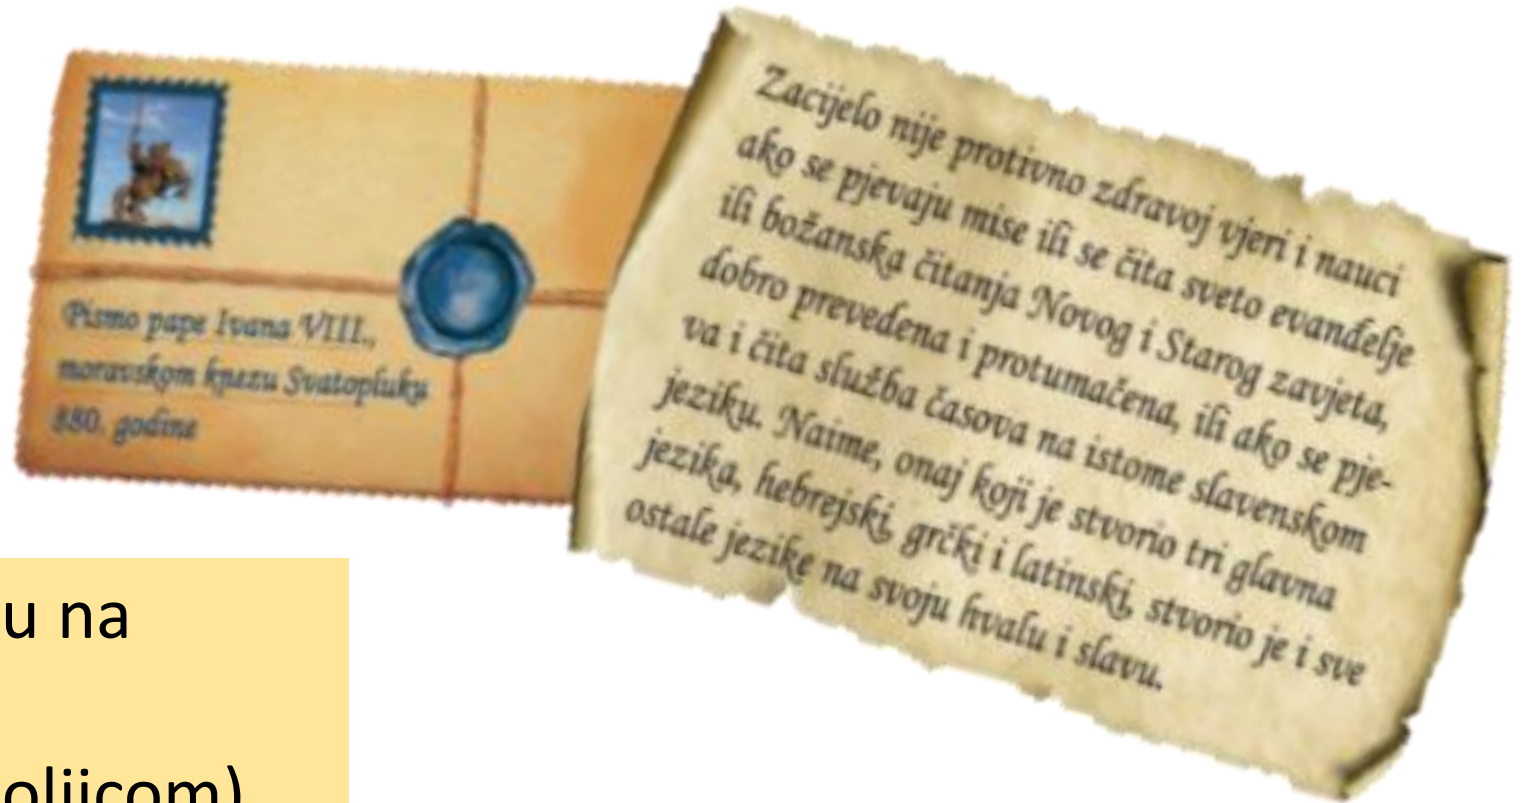 Pismo pape Ivana VIII.,
moravskom knezu Svatopluku
880. godine
Zacijelo nije protivno zdravoj vjeri i nauci
ako se pjevaju mise ili se čita sveto evanđelje
ili božanska čitanja Novog i Starog zavjeta,
dobro prevedena i protumačena, ili ako se pje-
va i čita služba časova na istome slavenskom
jeziku. Naime, onaj koji je stvorio tri glavna
jezika, hebrejski, grčki i latinski, stvorio je i sve
ostale jezike na svoju hvalu i slavu.
u na
oljicom)